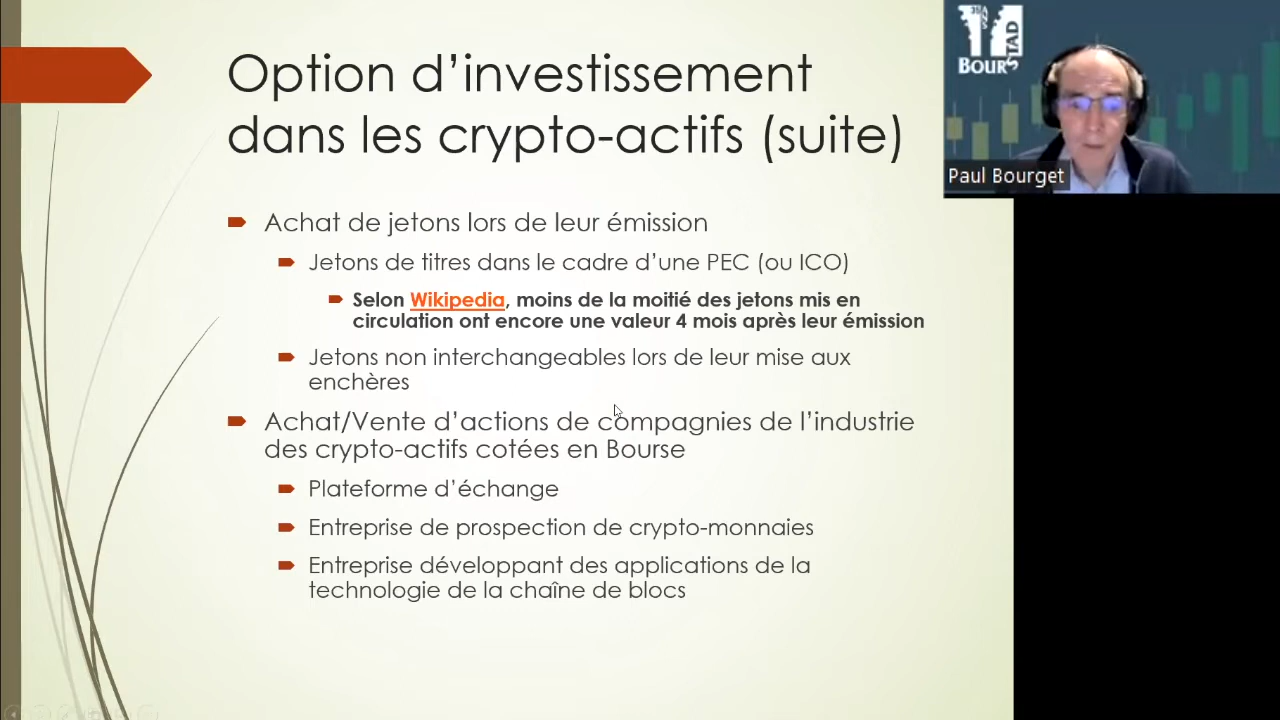 Option d’investissement
dans les crypto-actifs (suite)
Achat de jetons lors de leur émission
Jetons de titres dans le cadre d’une PEC (ou ICO)
Selon Wikipedia, moins de la moitié des jetons mis en
circulation ont encore une valeur 4 mois après leur émission
Jetons non interchangeables lors de leur mise aux
enchères
Achat/Vente d’actions de compagnies de l’industrie
des crypto-actifs cotées en Bourse
Plateforme d’échange
Entreprise de prospection de crypto-monnaies
Entreprise développant des applications de la
technologie de la chaîne de blocs
35 ANS
BOURSTAD
Paul Bourget